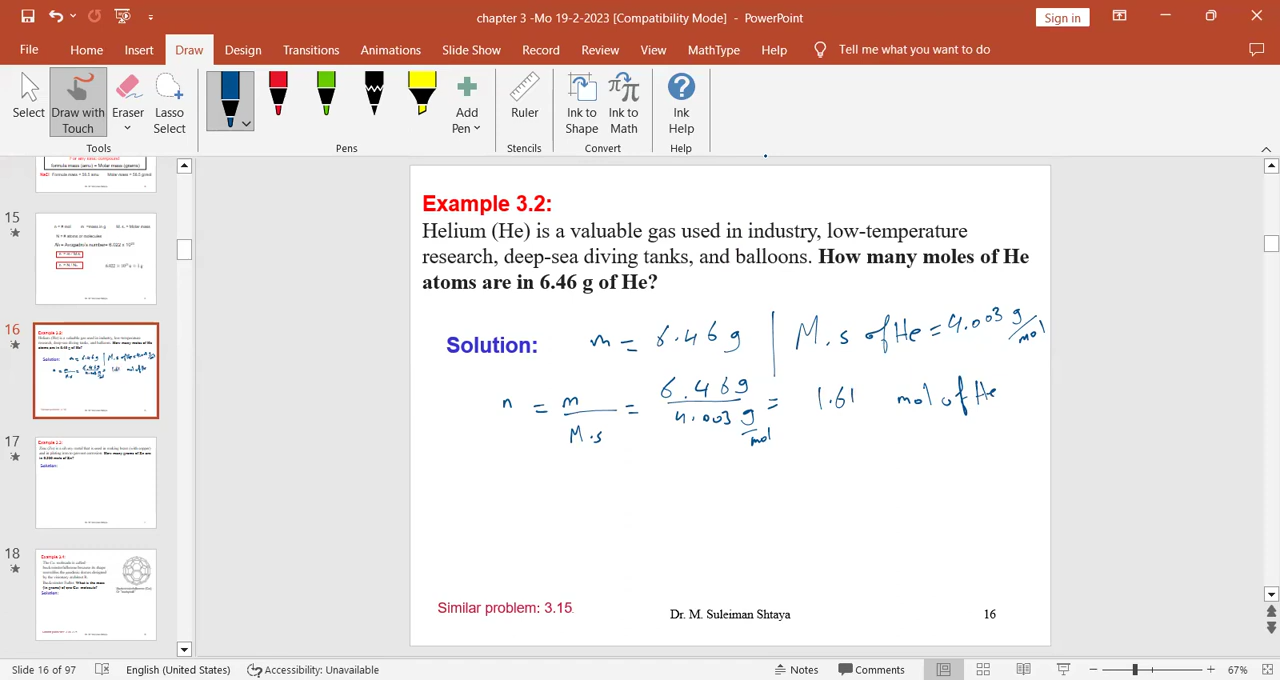 chapter 3 -Mo 19-2-2023 [Compatibility Mode] - PowerPoint
Sign in
File Home Insert Draw Design Transitions Animations Slide Show Record Review View MathType Help Tell me what you want to do
Select
Draw with Touch
Eraser
Lasso Select
Add Pen
Ruler
Ink to Shape
Ink to Math
Ink Help
Tools
Pens
Stencils
Convert
Help
15
16
17
18
Example 3.2:
Helium (He) is a valuable gas used in industry, low-temperature
research, deep-sea diving tanks, and balloons. How many moles of He
atoms are in 6.46 g of He?
Solution: m = 6.46 g | M.s of He = 4.003 g/mol
n = m / M.s = 6.46g / 4.003 g/mol = 1.61 mol of He
Similar problem: 3.15
Dr. M. Suleiman Shtaya
16
Slide 16 of 97 English (United States) Accessibility: Unavailable Notes Comments 67%